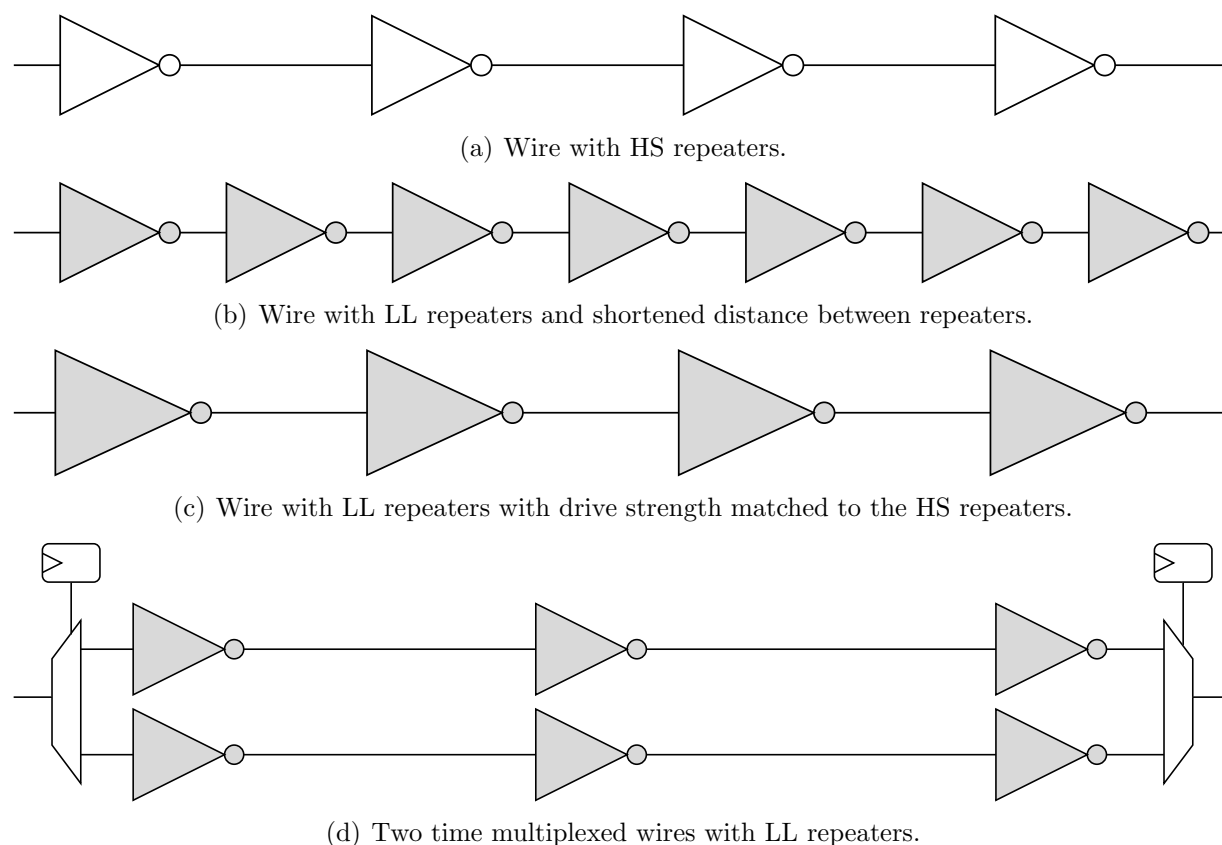 (a) Wire with HS repeaters.
(b) Wire with LL repeaters and shortened distance between repeaters.
(c) Wire with LL repeaters with drive strength matched to the HS repeaters.
(d) Two time multiplexed wires with LL repeaters.